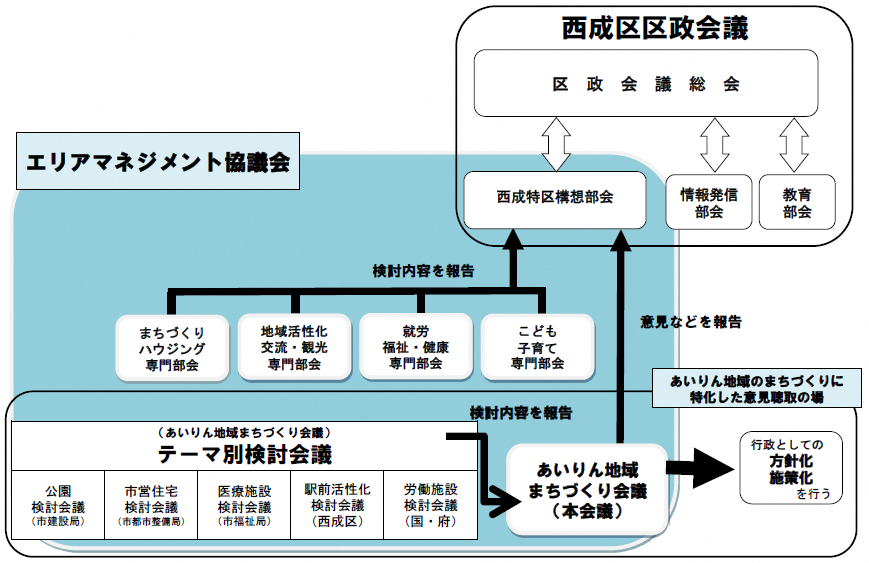 西成区区政会議
区政会議総会
エリアマネジメント協議会
西成特区構想部会
情報発信
部会
教育
部会
検討内容を報告
意見などを報告
まちづくり
ハウジング
専門部会
地域活性化
交流・観光
専門部会
就労
福祉・健康
専門部会
こども
子育て
専門部会
あいりん地域のまちづくりに
特化した意見聴取の場
検討内容を報告
(あいりん地域まちづくり会議)
テーマ別検討会議
公園
検討会議
(市建設局)
市営住宅
検討会議
(市都市整備局)
医療施設
検討会議
(市福祉局)
駅前活性化
検討会議
(西成区)
労働施設
検討会議
(国・府)
あいりん地域
まちづくり会議
(本会議)
行政としての
方針化
施策化
を行う